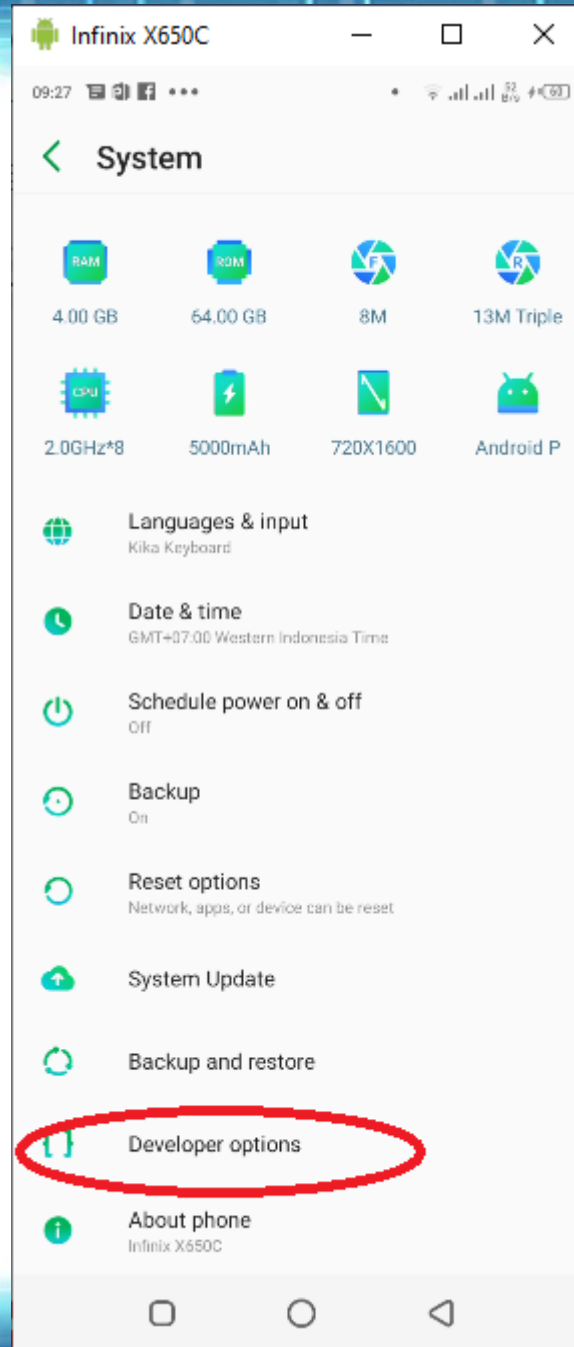 Infinix X650C
09:27
60
System
RAM
ROM
F
R
4.00 GB
64.00 GB
8M
13M Triple
CPU
2.0GHz*8
5000mAh
720X1600
Android P
Languages & input
Kika Keyboard
Date & time
GMT+07:00 Western Indonesia Time
Schedule power on & off
Off
Backup
On
Reset options
Network, apps, or device can be reset
System Update
Backup and restore
Developer options
About phone
Infinix X650C